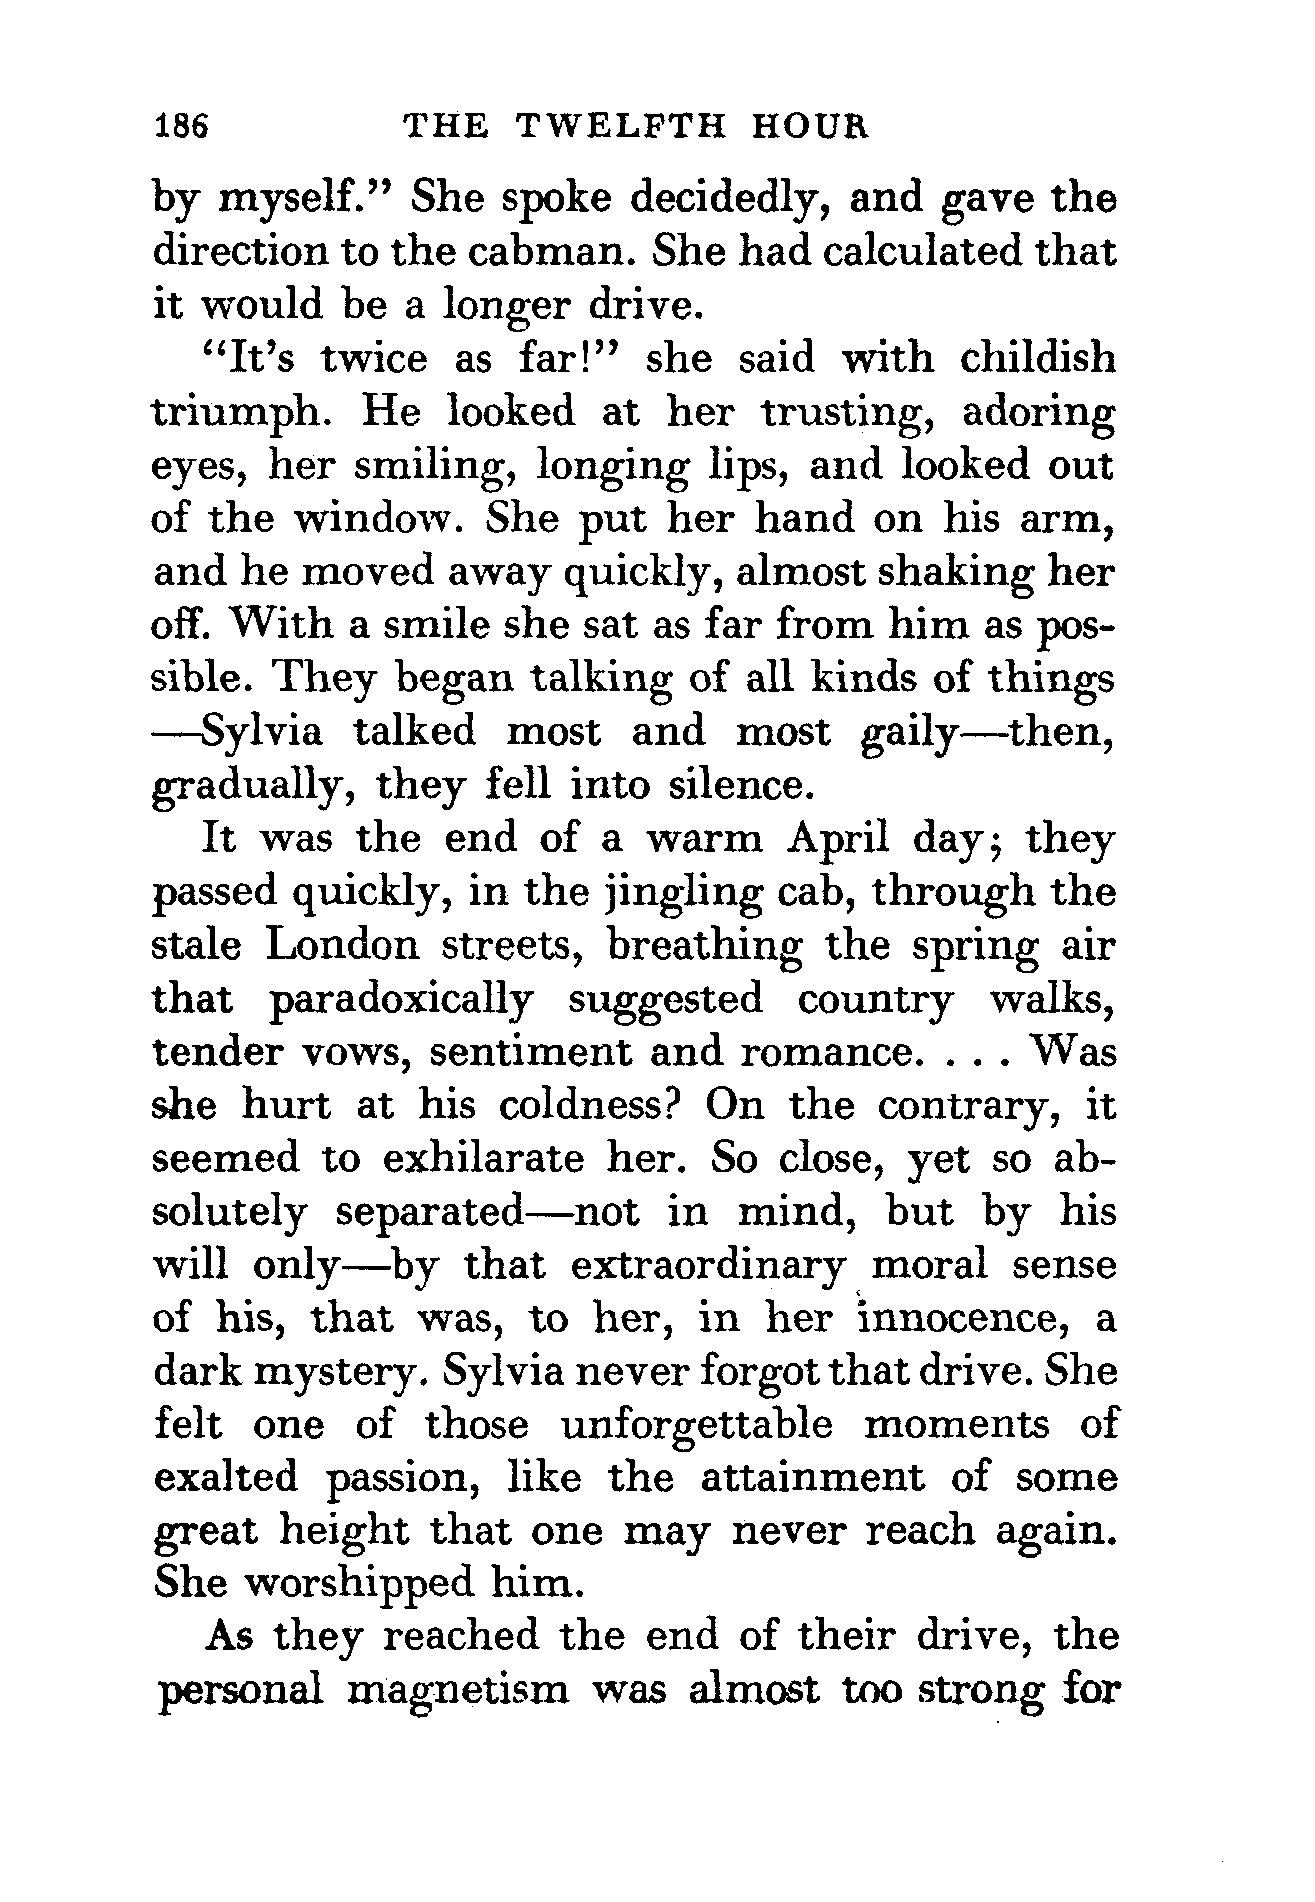 186 THE TWELFTH HOUR
by myself." She spoke decidedly, and gave the
direction to the cabman. She had calculated that
it would be a longer drive.
"It's twice as far!" she said with childish
triumph. He looked at her trusting, adoring
eyes, her smiling, longing lips, and looked out
of the window. She put her hand on his arm,
and he moved away quickly, almost shaking her
off. With a smile she sat as far from him as pos-
sible. They began talking of all kinds of things
—Sylvia talked most and most gaily—then,
gradually, they fell into silence.
It was the end of a warm April day; they
passed quickly, in the jingling cab, through the
stale London streets, breathing the spring air
that paradoxically suggested country walks,
tender vows, sentiment and romance. . . . Was
she hurt at his coldness? On the contrary, it
seemed to exhilarate her. So close, yet so ab-
solutely separated—not in mind, but by his
will only—by that extraordinary moral sense
of his, that was, to her, in her innocence, a
dark mystery. Sylvia never forgot that drive. She
felt one of those unforgettable moments of
exalted passion, like the attainment of some
great height that one may never reach again.
She worshipped him.
As they reached the end of their drive, the
personal magnetism was almost too strong for